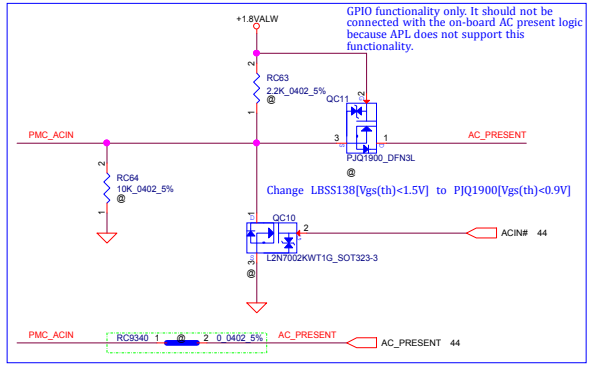 GPIO functionality only. It should not be
connected with the on-board AC present logic
because APL does not support this
functionality.
+1.8VALW
2
RC63
2.2K_0402_5%
@
1
QC11
2
PMC_ACIN
3
1
AC_PRESENT
PJQ1900_DFN3L
@
2
RC64
10K_0402_5%
@
1
Change LBSS138[Vgs(th)<1.5V] to PJQ1900[Vgs(th)<0.9V]
1
QC10
2
ACIN# 44
L2N7002KWT1G_SOT323-3
3
@
PMC_ACIN
RC9340 1 @ 2 0_0402_5%
AC_PRESENT
AC_PRESENT 44